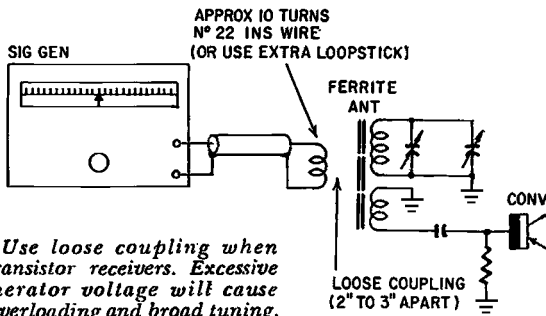 APPROX 10 TURNS
Nº 22 INS WIRE
(OR USE EXTRA LOOPSTICK)
SIG GEN
FERRITE
ANT
CONV
LOOSE COUPLING
(2" TO 3" APART)
Use loose coupling when
transistor receivers. Excessive
voltage will cause
overloading and broad tuning.